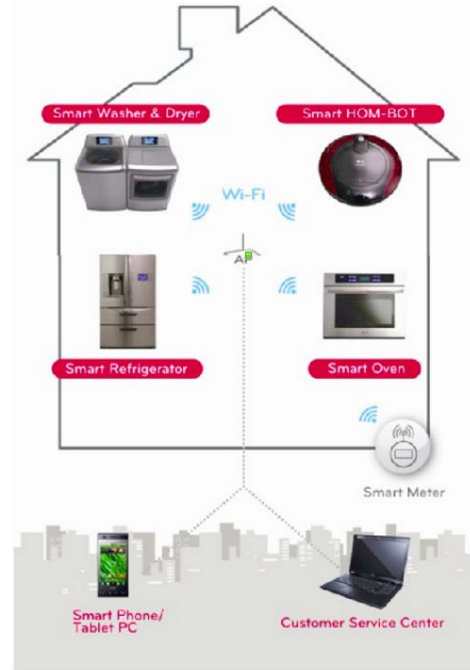 Smart Washer & Dryer
Smart HOM-BOT
Wi-Fi
AP
Smart Refrigerator
Smart Oven
Smart Meter
Smart Phone/
Tablet PC
Customer Service Center